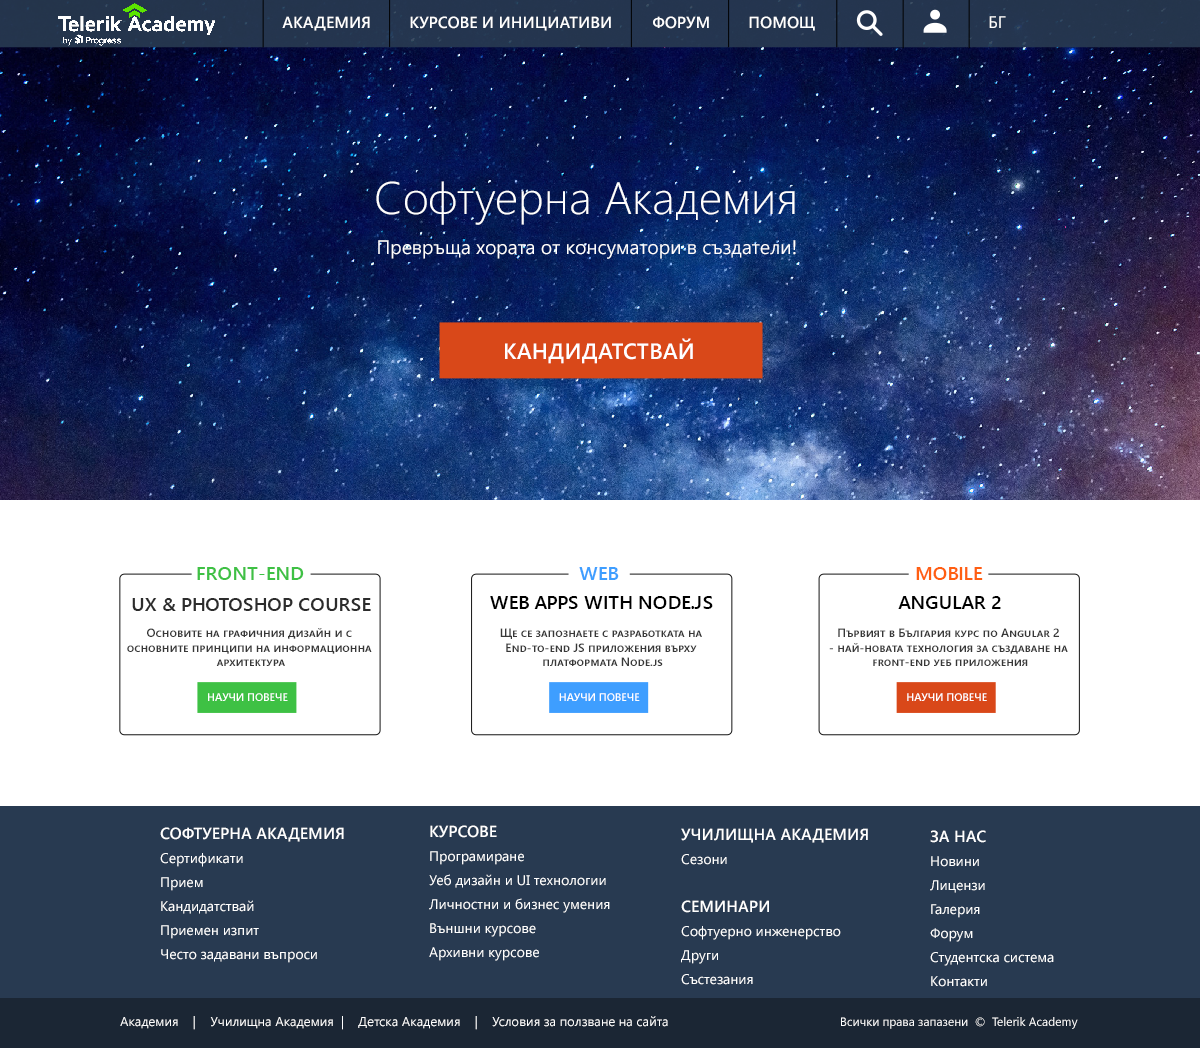 Telerik Academy
by Progress
АКАДЕМИЯ
КУРСОВЕ И ИНИЦИАТИВИ
ФОРУМ
ПОМОЩ
БГ
Софтуерна Академия
Превръща хората от консуматори в създатели!
КАНДИДАТСТВАЙ
FRONT-END
UX & PHOTOSHOP COURSE
Основите на графичния дизайн и с
основните принципи на информационна
архитектура
НАУЧИ ПОВЕЧЕ
WEB
WEB APPS WITH NODE.JS
Ще се запознаете с разработката на
End-to-end JS приложения върху
платформата Node.js
НАУЧИ ПОВЕЧЕ
MOBILE
ANGULAR 2
Първият в България курс по Angular 2
- най-новата технология за създаване на
front-end уеб приложения
НАУЧИ ПОВЕЧЕ
СОФТУЕРНА АКАДЕМИЯ
Сертификати
Прием
Кандидатствай
Приемен изпит
Често задавани въпроси
КУРСОВЕ
Програмиране
Уеб дизайн и UI технологии
Личностни и бизнес умения
Външни курсове
Архивни курсове
УЧИЛИЩНА АКАДЕМИЯ
Сезони
СЕМИНАРИ
Софтуерно инженерство
Други
Състезания
ЗА НАС
Новини
Лицензи
Галерия
Форум
Студентска система
Контакти
Академия | Училищна Академия | Детска Академия | Условия за ползване на сайта
Всички права запазени © Telerik Academy